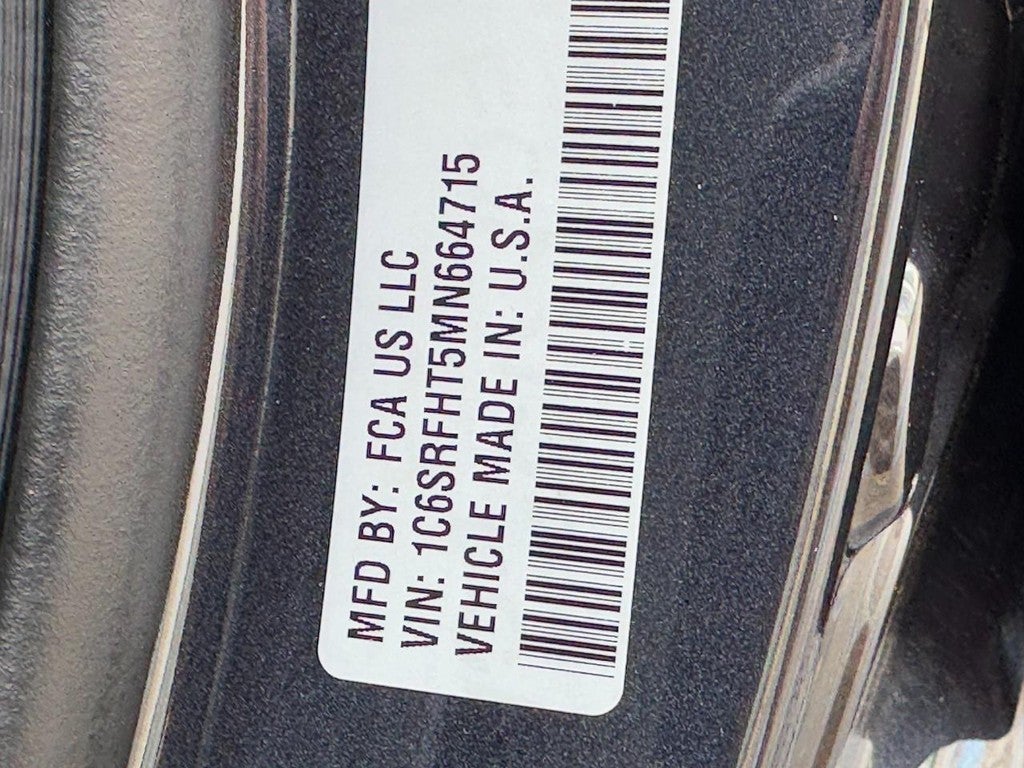 MFD BY: FCA US LLC
VIN: 1C6SRFHT5MN664715
VEHICLE MADE IN: U.S.A.